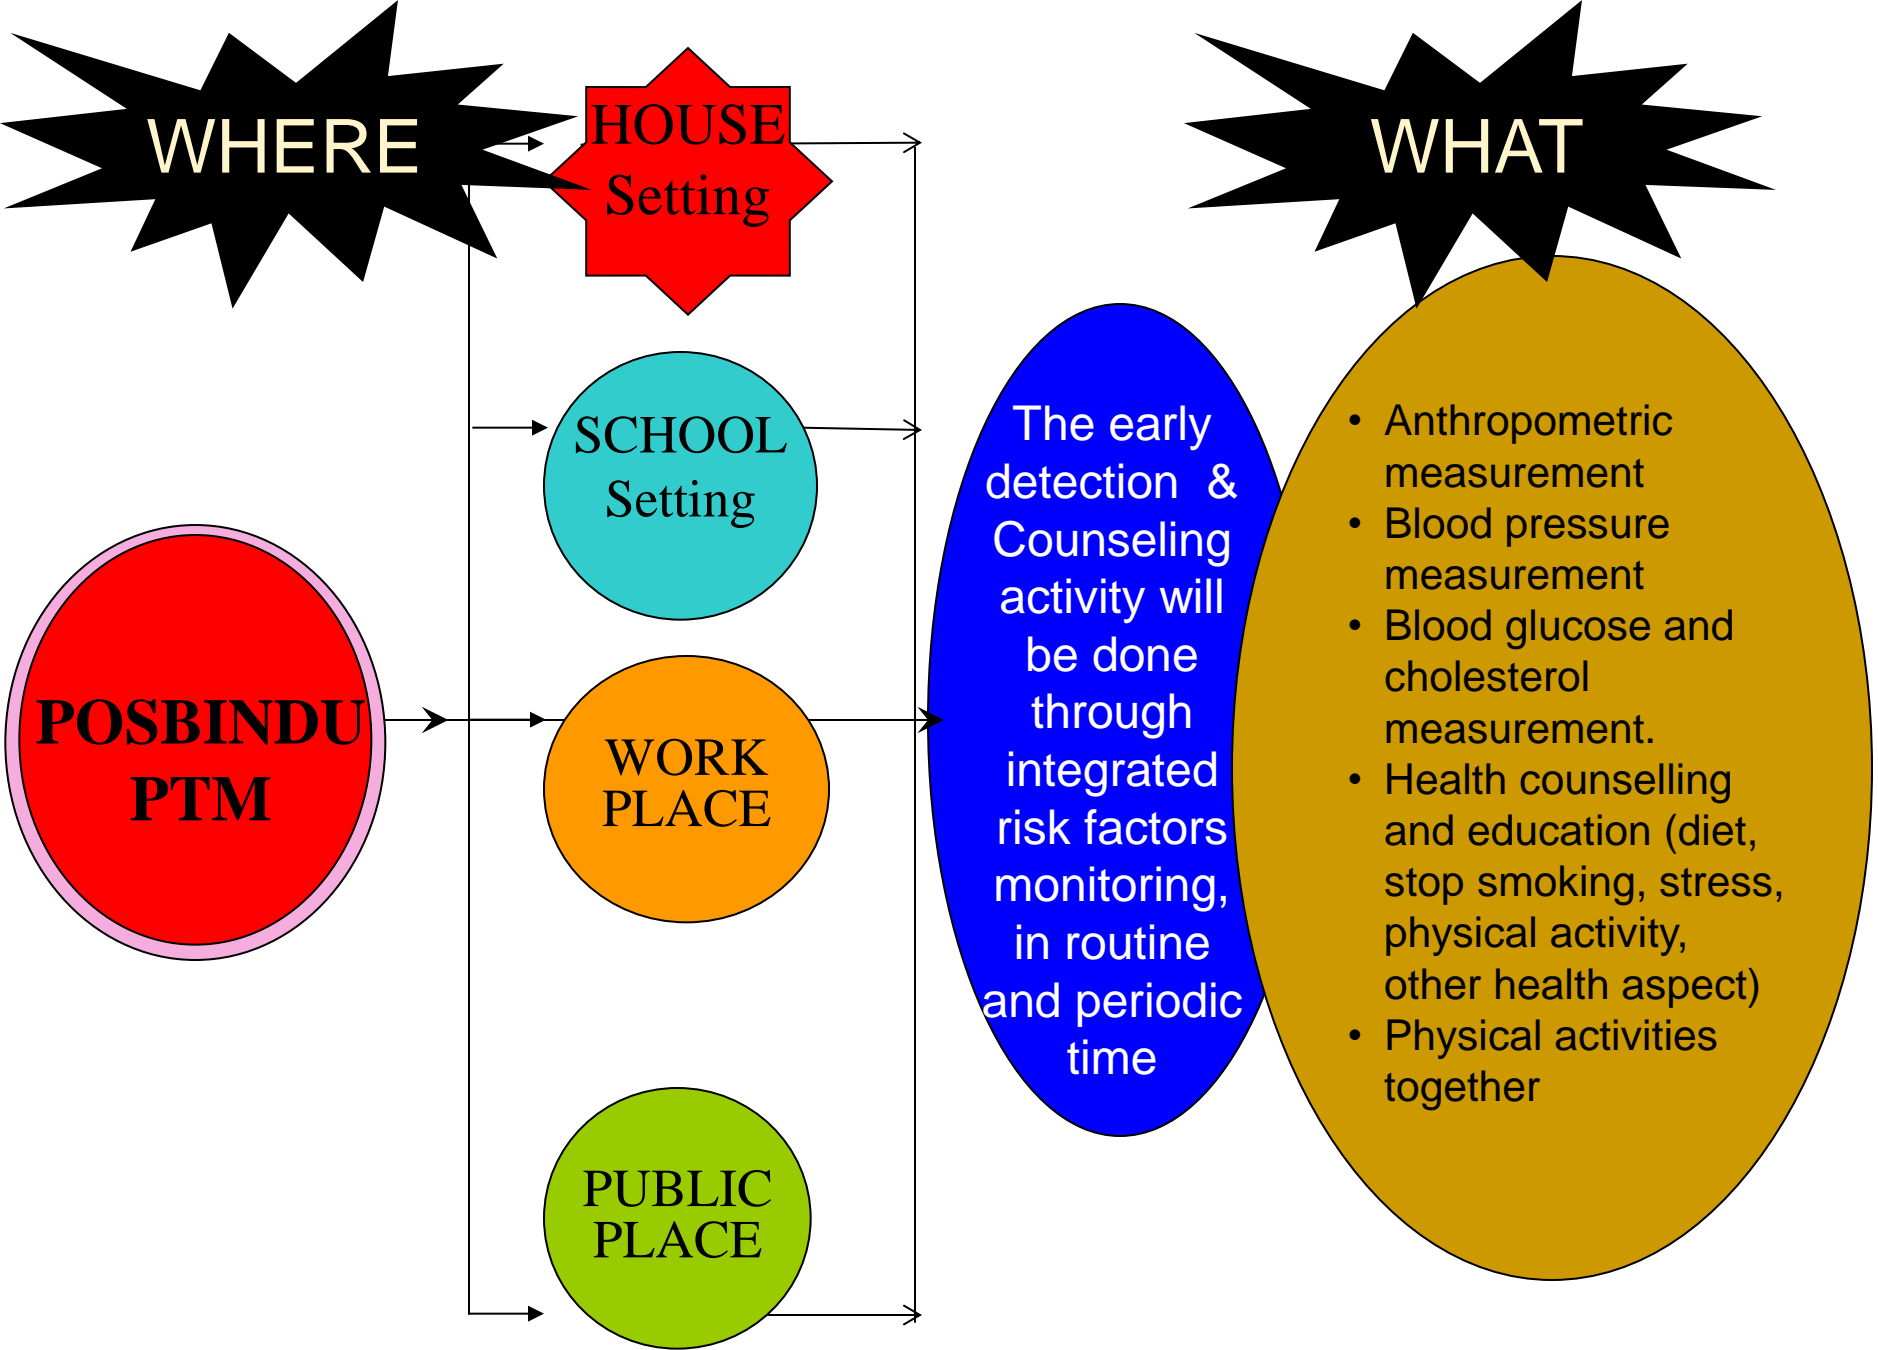 WHERE
HOUSE
Setting
SCHOOL
Setting
POSBINDU
PTM
WORK
PLACE
PUBLIC
PLACE
The early
detection & 
Counseling
activity will
be done
through
integrated
risk factors
monitoring,
in routine
and periodic
time
WHAT
• Anthropometric
measurement
• Blood pressure
measurement
• Blood glucose and
cholesterol
measurement.
• Health counselling
and education (diet,
stop smoking, stress,
physical activity,
other health aspect)
• Physical activities
together